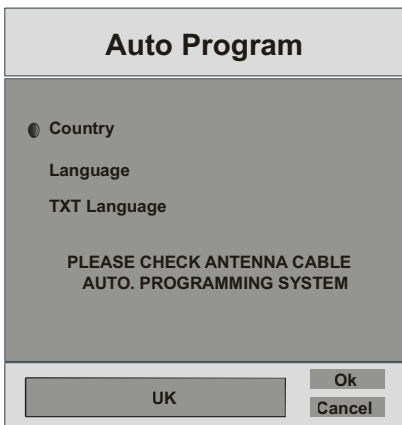 Auto Program
Country
Language
TXT Language
PLEASE CHECK ANTENNA CABLE
AUTO. PROGRAMMING SYSTEM
UK
Ok
Cancel